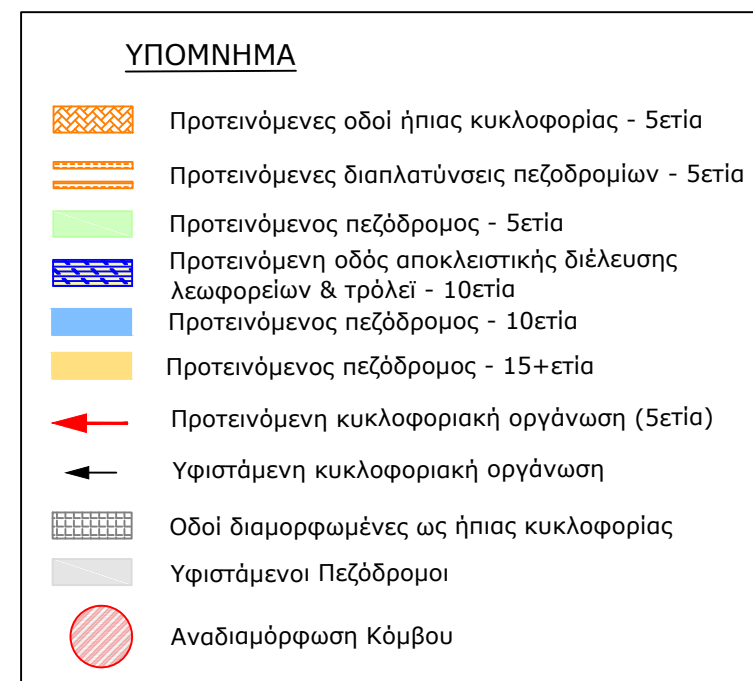 ΥΠΟΜΝΗΜΑ
Προτεινόμενες οδοί ήπιας κυκλοφορίας - 5ετία
Προτεινόμενες διαπλατύνσεις πεζοδρομίων - 5ετία
Προτεινόμενος πεζόδρομος - 5ετία
Προτεινόμενη οδός αποκλειστικής διέλευσης
λεωφορείων & τρόλεϊ - 10ετία
Προτεινόμενος πεζόδρομος - 10ετία
Προτεινόμενος πεζόδρομος - 15+ετία
Προτεινόμενη κυκλοφοριακή οργάνωση (5ετία)
Υφιστάμενη κυκλοφοριακή οργάνωση
Οδοί διαμορφωμένες ως ήπιας κυκλοφορίας
Υφιστάμενοι Πεζόδρομοι
Αναδιαμόρφωση Κόμβου